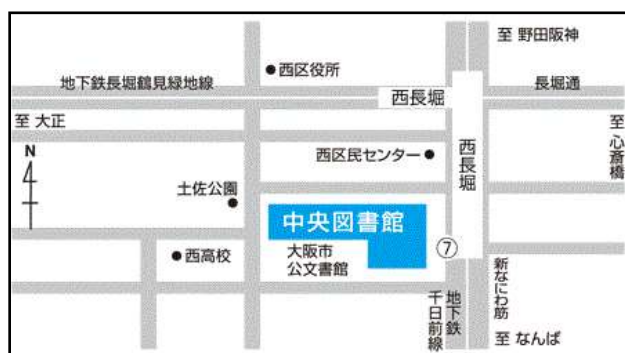 至 野田阪神
西区役所
地下鉄長堀鶴見緑地線
西長堀
長堀通
至 大正
N
西区民センター
西長堀
至 心斎橋
土佐公園
中央図書館
西高校
大阪市
公文書館
⑦
新なにわ筋
地下鉄
千日前線
至 なんば